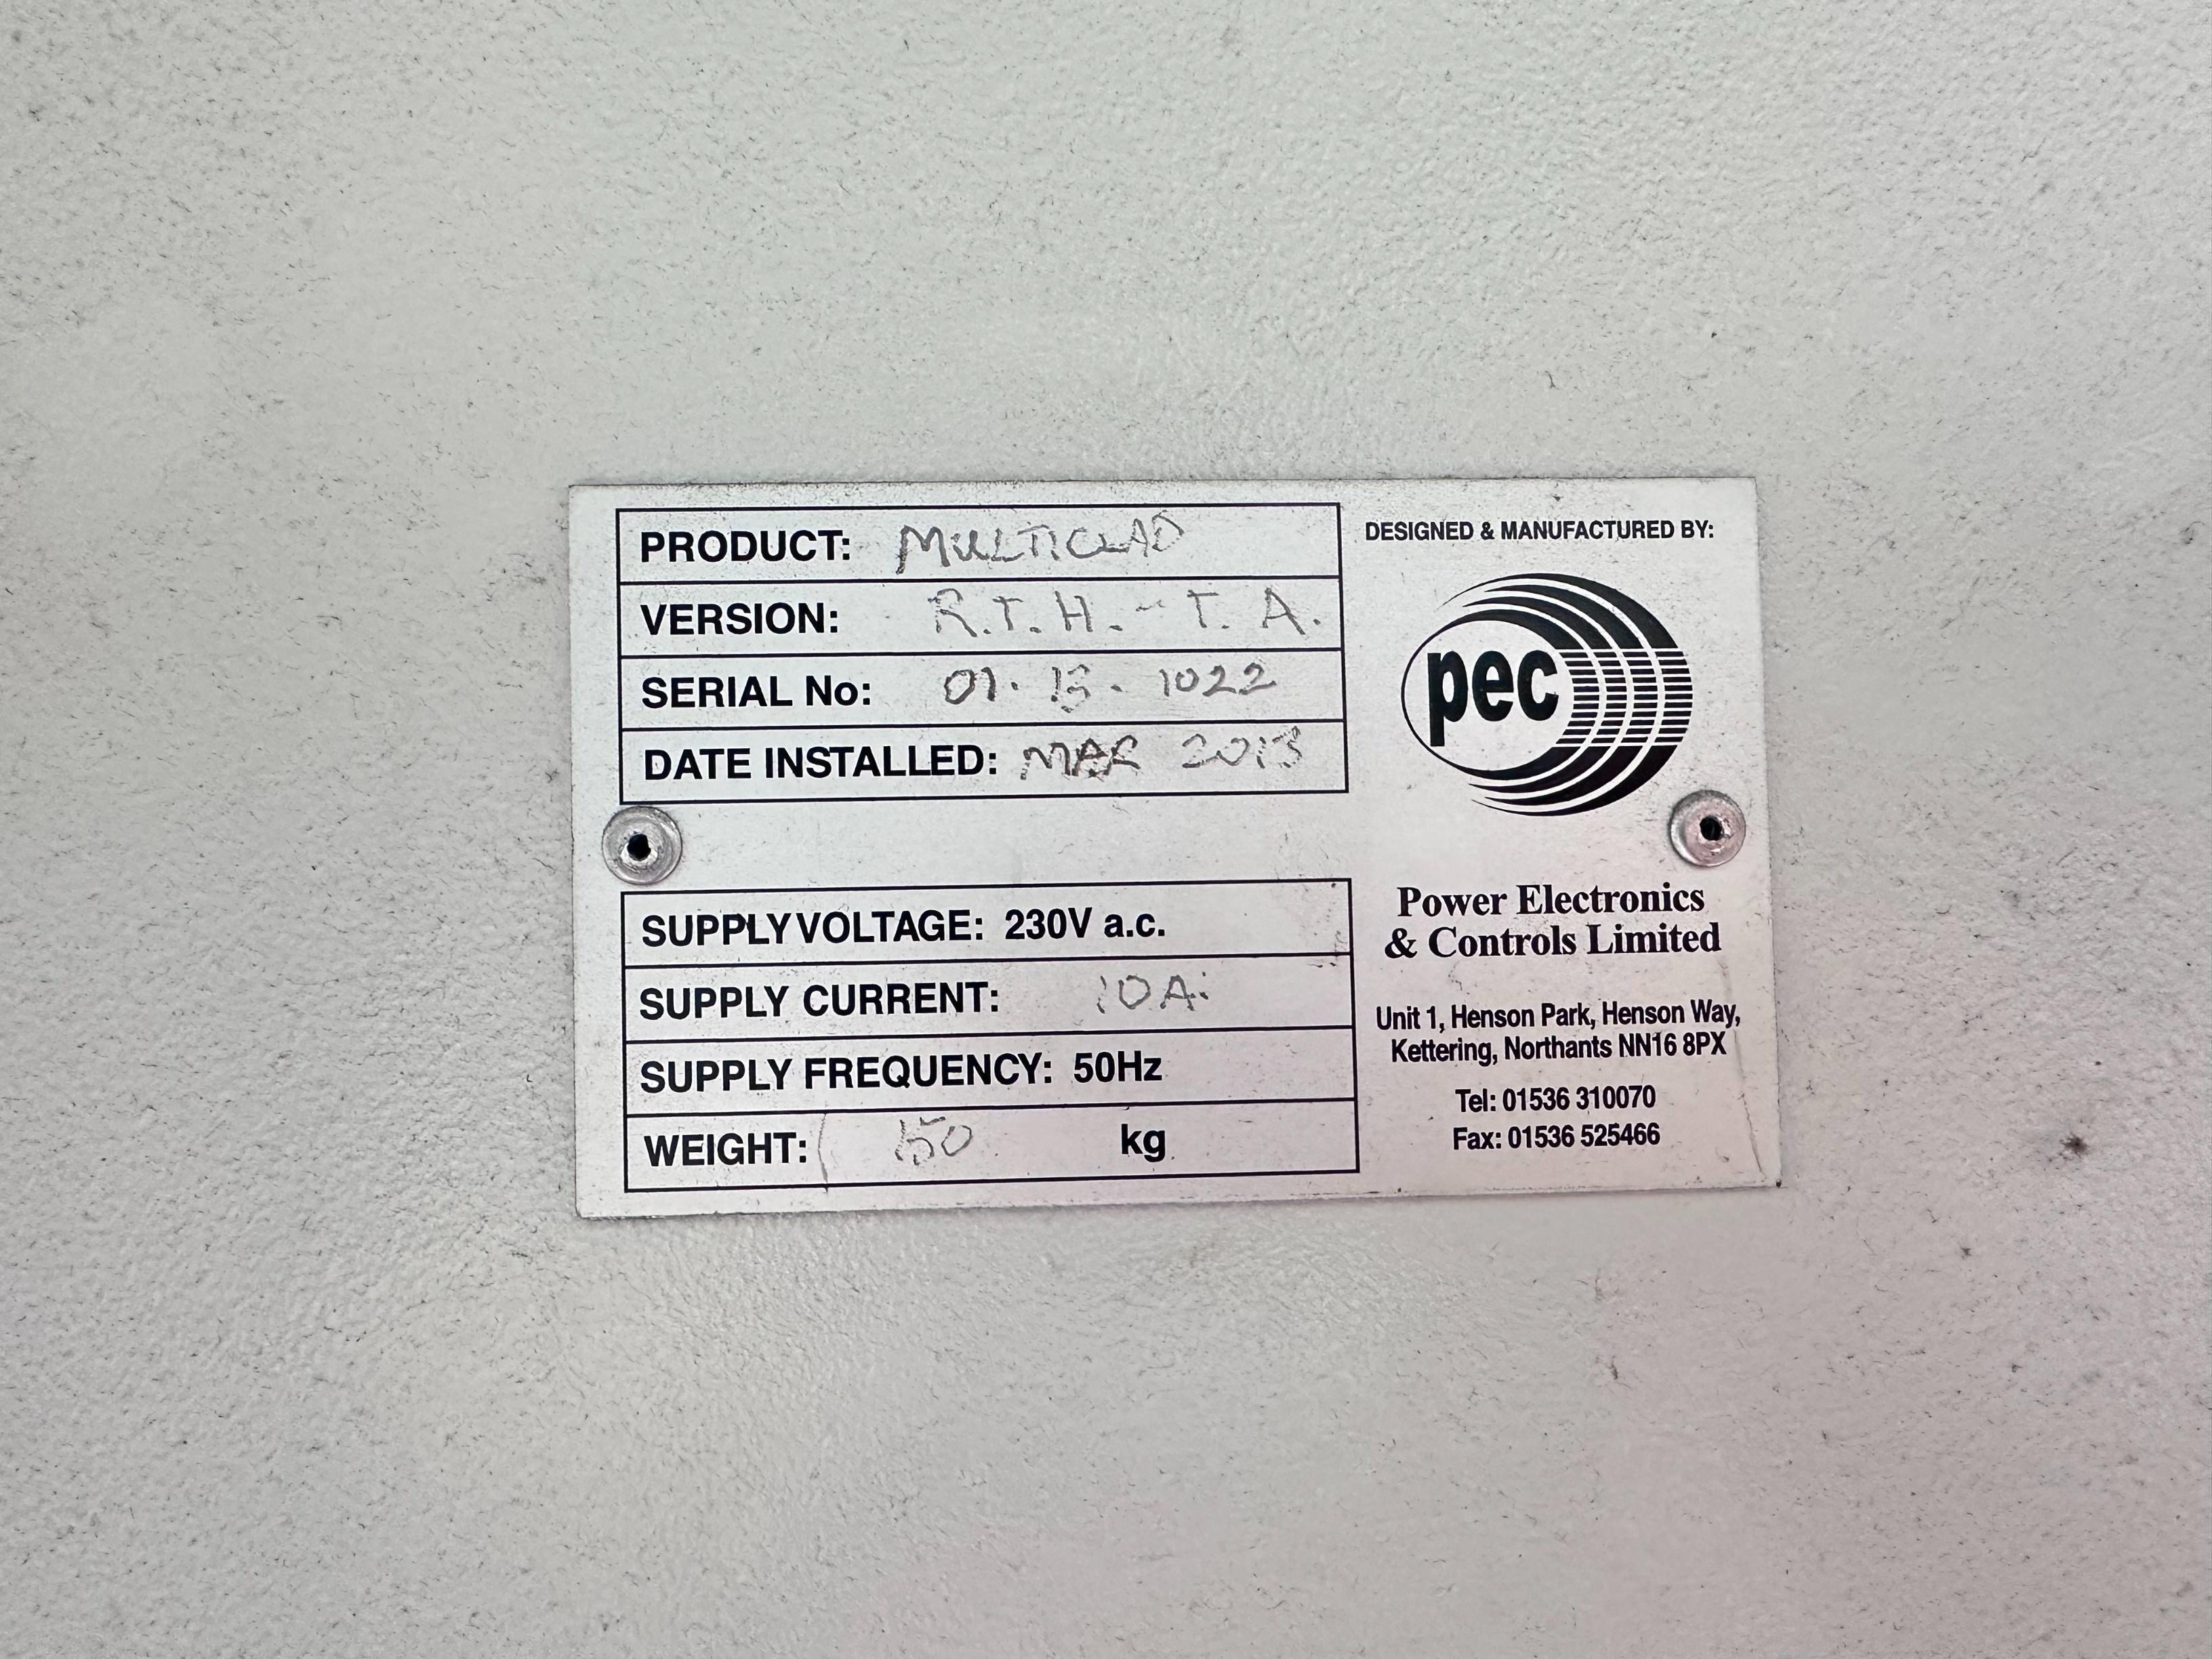 PRODUCT: MULTICLAD
VERSION: R.T.H. - T.A.
SERIAL No: 01. 13. 1022
DATE INSTALLED: MAR 2013
SUPPLY VOLTAGE: 230V a.c.
SUPPLY CURRENT: 10A.
SUPPLY FREQUENCY: 50Hz
WEIGHT: 150 kg
DESIGNED & MANUFACTURED BY:
pec
Power Electronics
& Controls Limited
Unit 1, Henson Park, Henson Way,
Kettering, Northants NN16 8PX
Tel: 01536 310070
Fax: 01536 525466